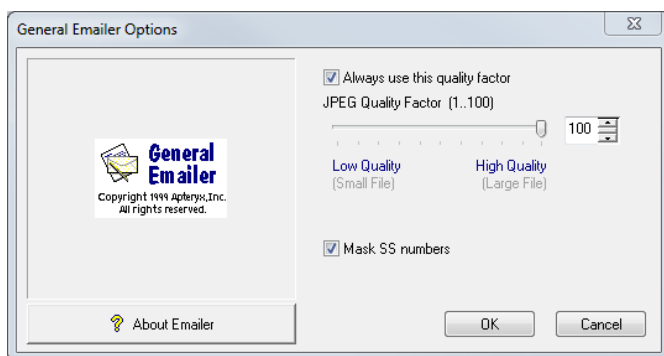 General Emailer Options
General
Emailer
Copyright 1999 Apteryx,Inc.
All rights reserved.
About Emailer
Always use this quality factor
JPEG Quality Factor (1..100)
100
Low Quality
High Quality
(Small File)
(Large File)
Mask SS numbers
OK
Cancel